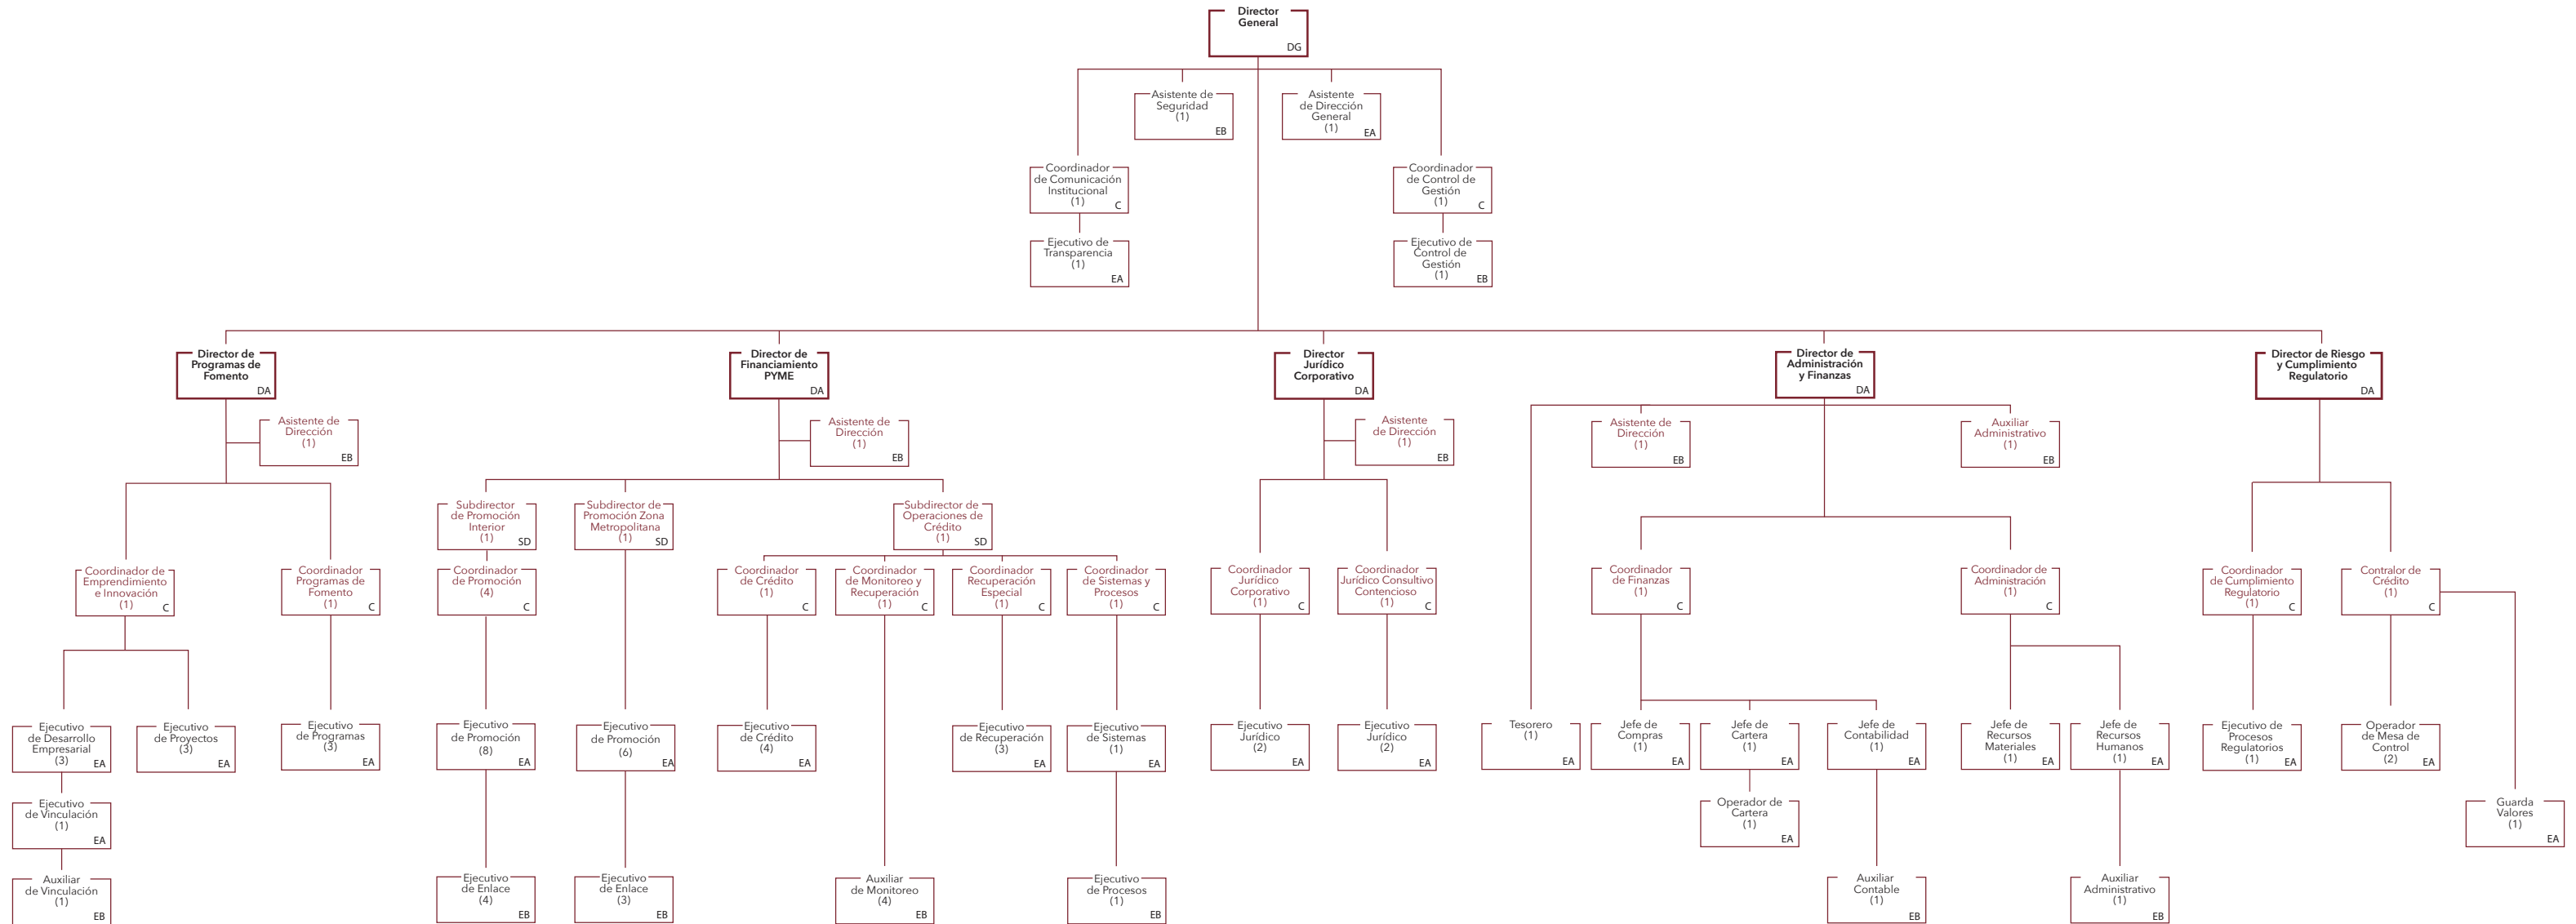 Director
General
DG
Asistente de
Seguridad
(1)
EB
Asistente
de Dirección
General
(1)
EA
Coordinador
de Comunicación
Institucional
(1)
C
Coordinador
de Control de
Gestión
(1)
C
Ejecutivo de
Transparencia
(1)
EA
Ejecutivo de
Control de
Gestión
(1)
EB
Director de
Programas de
Fomento
DA
Director de
Financiamiento
PYME
DA
Director
Jurídico
Corporativo
DA
Director de
Administración
y Finanzas
DA
Director de Riesgo
y Cumplimiento
Regulatorio
DA
Asistente de
Dirección
(1)
EB
Asistente de
Dirección
(1)
EB
Asistente
de Dirección
(1)
EB
Asistente de
Dirección
(1)
EB
Auxiliar
Administrativo
(1)
EB
Subdirector
de Promoción
Interior
(1)
SD
Subdirector de
Promoción Zona
Metropolitana
(1)
SD
Subdirector de
Operaciones de
Crédito
(1)
SD
Coordinador de
Emprendimiento
e Innovación
(1)
C
Coordinador
Programas de
Fomento
(1)
C
Coordinador
de Promoción
(4)
C
Coordinador
de Crédito
(1)
C
Coordinador
de Monitoreo y
Recuperación
(1)
C
Coordinador
Recuperación
Especial
(1)
C
Coordinador
de Sistemas y
Procesos
(1)
C
Coordinador
Jurídico
Corporativo
(1)
C
Coordinador
Jurídico Consultivo
Contencioso
(1)
C
Coordinador
de Finanzas
(1)
C
Coordinador de
Administración
(1)
C
Coordinador
de Cumplimiento
Regulatorio
(1)
C
Contralor de
Crédito
(1)
C
Ejecutivo
de Desarrollo
Empresarial
(3)
EA
Ejecutivo
de Proyectos
(3)
EA
Ejecutivo
de Programas
(3)
EA
Ejecutivo
de Promoción
(8)
EA
Ejecutivo
de Promoción
(6)
EA
Ejecutivo
de Crédito
(4)
EA
Ejecutivo
de Recuperación
(3)
EA
Ejecutivo
de Sistemas
(1)
EA
Ejecutivo
Jurídico
(2)
EA
Ejecutivo
Jurídico
(2)
EA
Tesorero
(1)
EA
Jefe de
Compras
(1)
EA
Jefe de
Cartera
(1)
EA
Jefe de
Contabilidad
(1)
EA
Jefe de
Recursos
Materiales
(1)
EA
Jefe de
Recursos
Humanos
(1)
EA
Ejecutivo de
Procesos
Regulatorios
(1)
EA
Operador
de Mesa de
Control
(2)
EA
Ejecutivo
de Vinculación
(1)
EA
Operador de
Cartera
(1)
EA
Guarda
Valores
(1)
EA
Auxiliar
de Vinculación
(1)
EB
Ejecutivo
de Enlace
(4)
EB
Ejecutivo
de Enlace
(3)
EB
Auxiliar
de Monitoreo
(4)
EB
Ejecutivo
de Procesos
(1)
EB
Auxiliar
Contable
(1)
EB
Auxiliar
Administrativo
(1)
EB